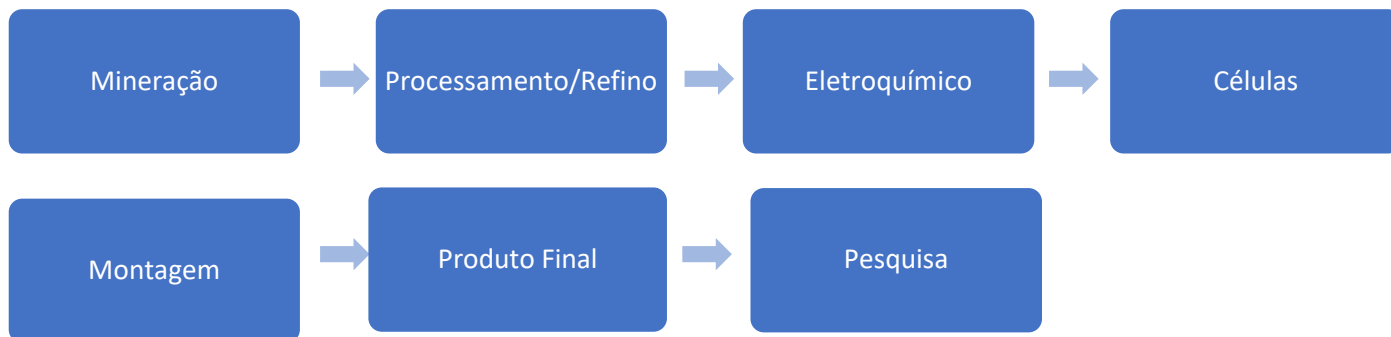 Mineração
Processamento/Refino
Eletroquímico
Células
Montagem
Produto Final
Pesquisa